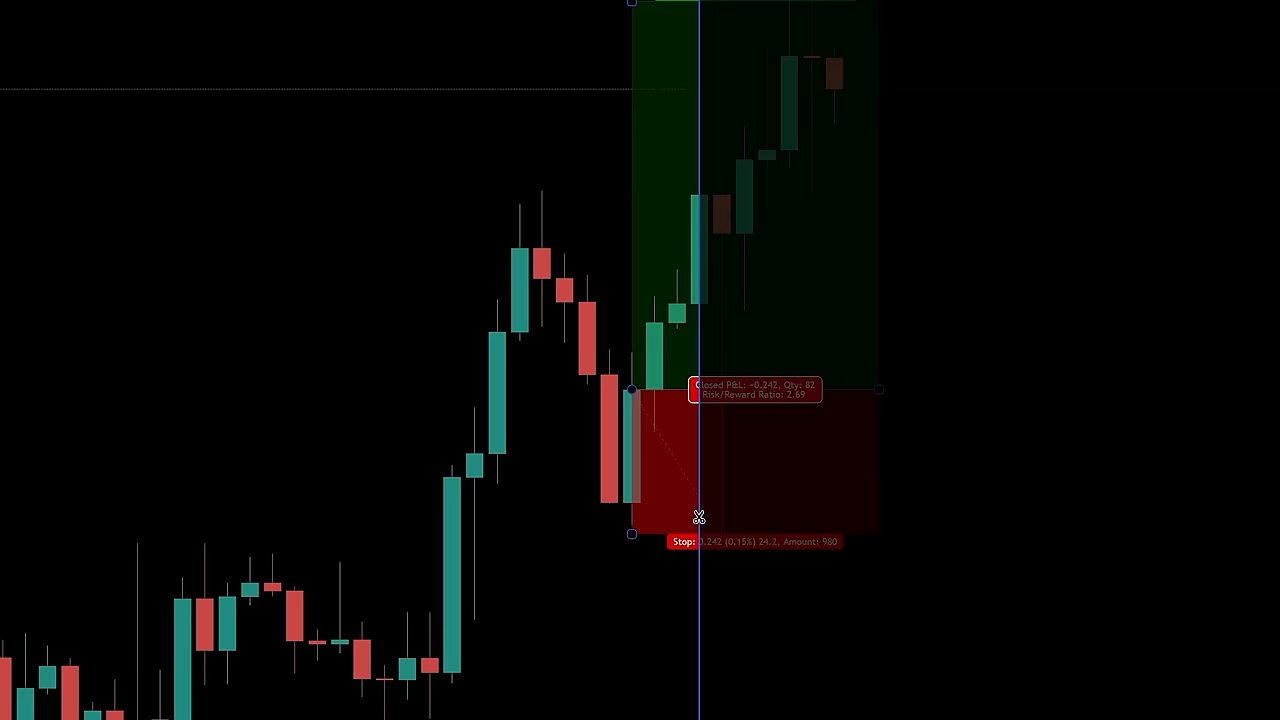 Closed P&L: −0.242, Qty: 82
Risk/Reward Ratio: 2.69
Stop: 0.242 (0.15%) 24.2, Amount: 980